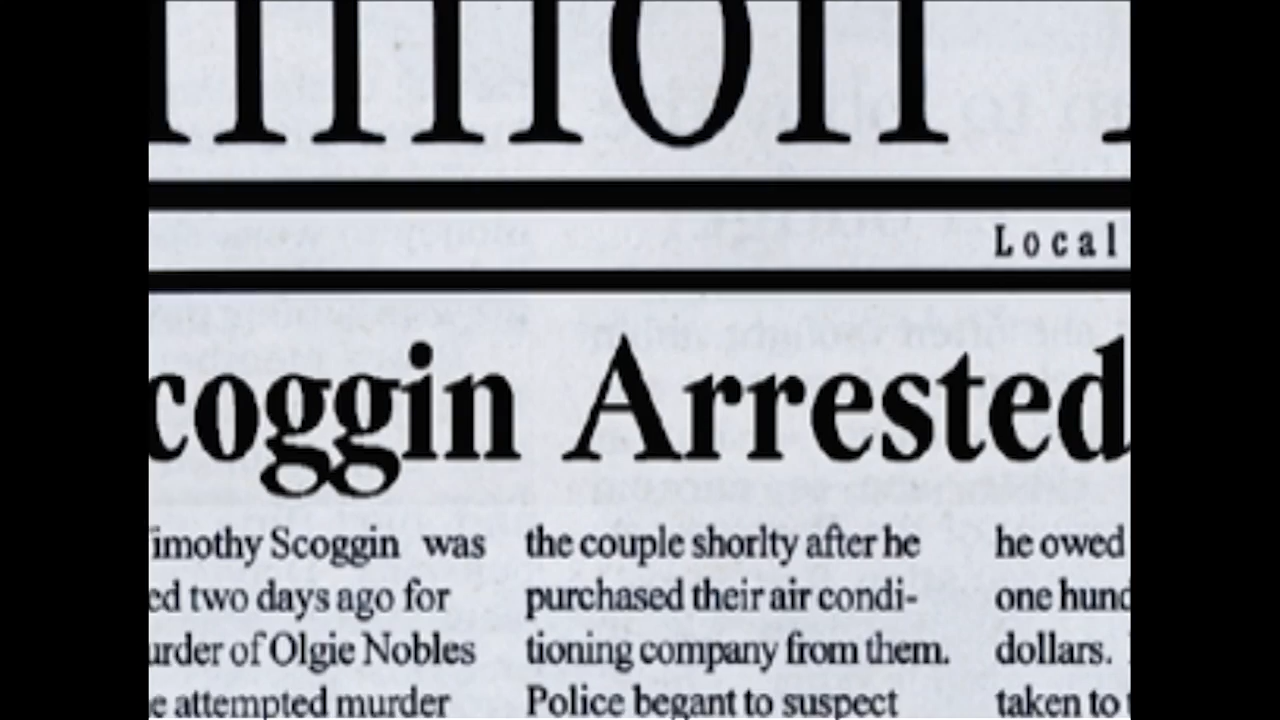 Local
coggin Arrested
imothy Scoggin was
ed two days ago for
urder of Olgie Nobles
e attempted murder
the couple shorlty after he
purchased their air condi-
tioning company from them.
Police begant to suspect
he owed
one hund
dollars.
taken to